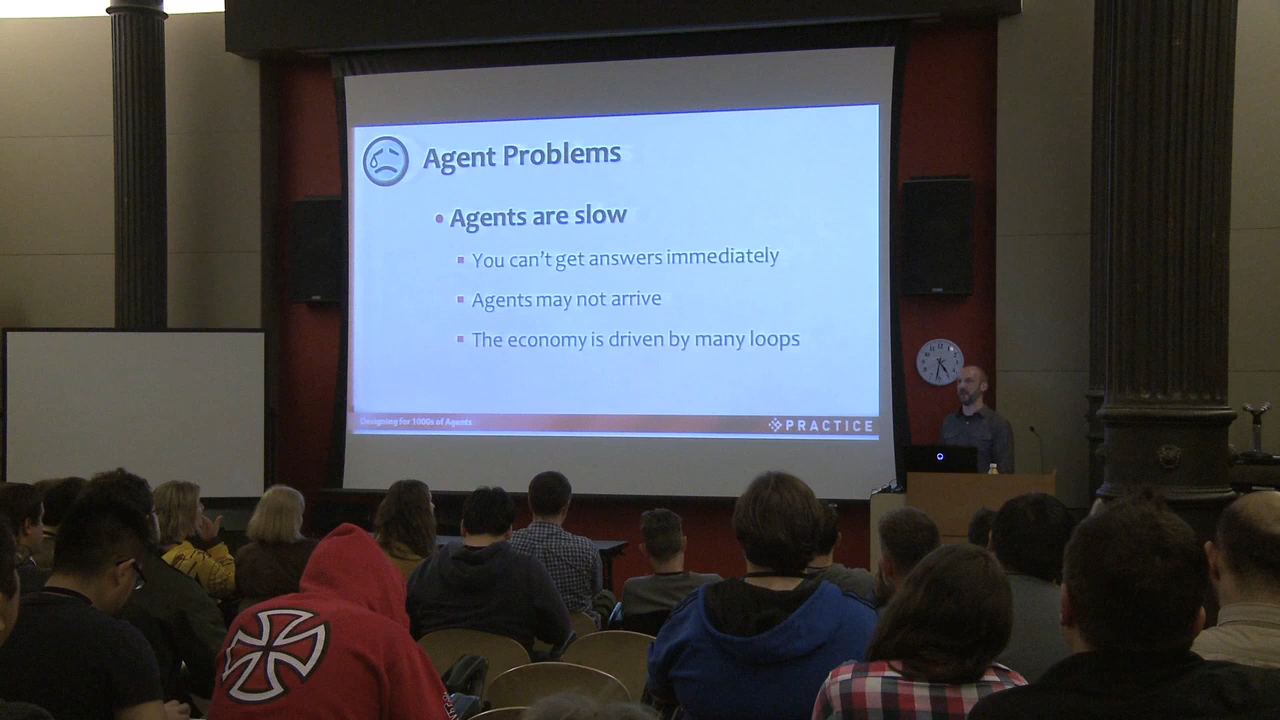 Agent Problems
• Agents are slow
▪ You can't get answers immediately
▪ Agents may not arrive
▪ The economy is driven by many loops
Designing for 1000s of Agents
PRACTICE